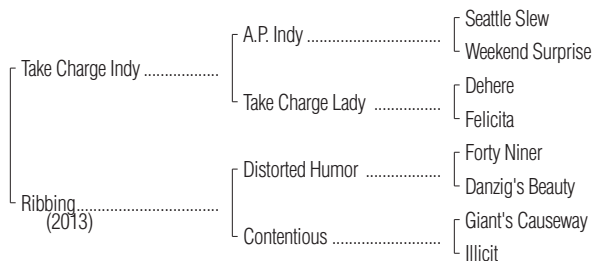 Seattle Slew
A.P. Indy ................................
Weekend Surprise
Take Charge Indy ..................
Dehere
Take Charge Lady ................
Felicita
Forty Niner
Distorted Humor ..................
Danzig's Beauty
Ribbing..................................
(2013)
Giant's Causeway
Contentious ..........................
Illicit